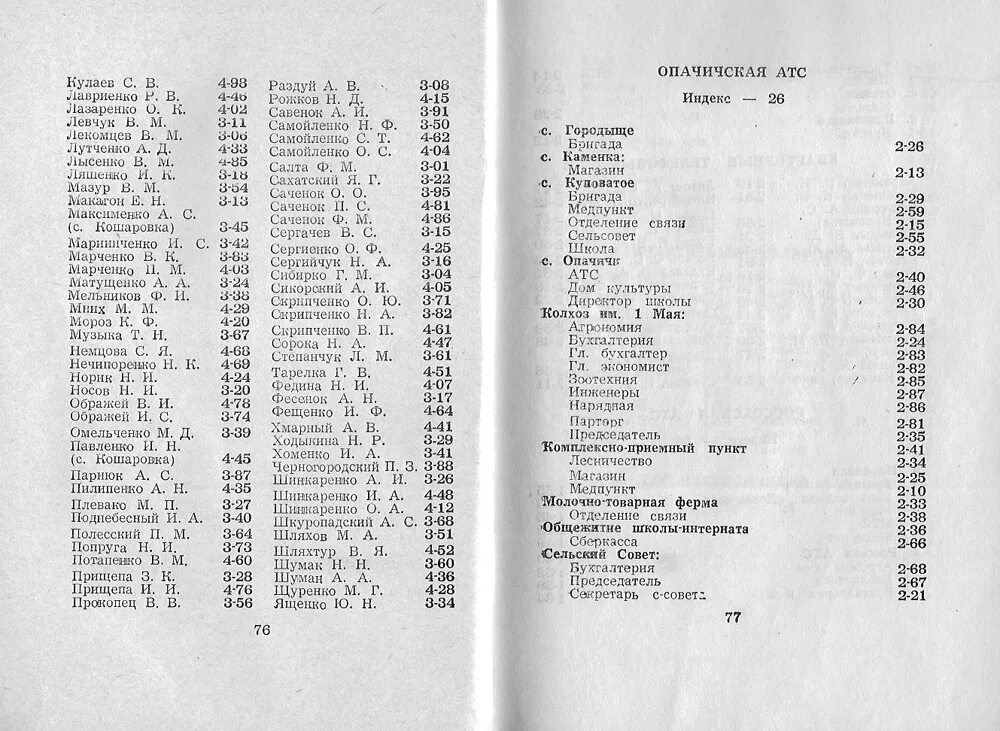 Кулаев С. В. 4-98
Лавриенко Р. В. 4-46
Лазаренко О. К. 4-02
Левчук В. М. 3-11
Лекомцев В. М. 3-06
Лутченко А. Д. 4-33
Лысенко В. М. 4-85
Ляшенко И. К. 3-18
Мазур В. М. 3-54
Макагон Е. Н. 3-13
Максименко А. С.
(с. Кошаровка) 3-45
Мариниченко И. С. 3-42
Марченко В. К. 3-83
Марченко П. М. 4-03
Матущенко А. А. 3-24
Мельников Ф. И. 3-38
Мних М. М. 4-29
Мороз К. Ф. 4-20
Музыка Т. Н. 3-67
Немцова С. Я. 4-68
Нечипоренко Н. К. 4-69
Норик Н. И. 4-24
Носов Н. И. 3-20
Ображей В. И. 4-78
Ображей И. С. 3-74
Омельченко М. Д. 3-39
Павленко И. Н.
(с. Кошаровка) 4-45
Парнюк А. С. 3-87
Пилипенко А. Н. 4-35
Плевако М. П. 3-27
Поднебесный И. А. 3-40
Полесский П. М. 3-64
Попруга Н. И. 3-73
Потапенко В. М. 4-60
Прищепа З. К. 3-28
Прищепа И. И. 4-76
Прокопец В. В. 3-56
Раздуй А. В. 3-08
Рожков Н. Д. 4-15
Савенок А. И. 3-91
Самойленко Н. Ф. 3-50
Самойленко С. Т. 4-62
Самойленко О. С. 4-04
Салта Ф. М. 3-01
Сахатский Я. Г. 3-22
Саченок О. О. 3-95
Саченок П. С. 4-81
Саченок Ф. М. 4-86
Сергачев В. С. 3-15
Сергиенко О. Ф. 4-25
Сергийчук Н. А. 3-16
Сибирко Г. М. 3-04
Сикорский А. И. 4-05
Скрипченко О. Ю. 3-71
Скрипченко Н. А. 3-82
Скрипченко В. П. 4-61
Сорока Н. А. 4-47
Степанчук Л. М. 3-61
Тарелка Г. В. 4-51
Федина Н. И. 4-07
Фесенок А. Н. 3-17
Фещенко И. Ф. 4-64
Хмарный А. В. 4-41
Ходыкина Н. Р. 3-29
Хоменко И. А. 3-41
Черногородский П. З. 3-88
Шинкаренко А. И. 3-26
Шинкаренко И. А. 4-48
Шишкаренко О. А. 4-12
Шкуропадский А. С. 3-68
Шляхов М. А. 3-51
Шляхтур В. Я. 4-52
Шумак Н. Н. 3-60
Шуман А. А. 4-36
Щуренко М. Г. 4-28
Ященко Ю. Н. 3-34
76
ОПАЧИЧСКАЯ АТС
Индекс — 26
с. Городыще
Бригада 2-26
с. Каменка:
Магазин 2-13
с. Куповатое
Бригада 2-29
Медпункт 2-59
Отделение связи 2-15
Сельсовет 2-55
Школа 2-32
с. Опачичи
АТС 2-40
Дом культуры 2-46
Директор школы 2-30
Колхоз им. 1 Мая:
Агрономия 2-84
Бухгалтерия 2-24
Гл. бухгалтер 2-83
Гл. экономист 2-82
Зоотехния 2-85
Инженеры 2-87
Нарядная 2-86
Парторг 2-81
Председатель 2-35
Комплексно-приемный пункт 2-41
Лесничество 2-34
Магазин 2-25
Медпункт 2-10
Молочно-товарная ферма 2-33
Отделение связи 2-38
Общежитие школы-интерната 2-36
Сберкасса 2-66
Сельский Совет:
Бухгалтерия 2-68
Председатель 2-67
Секретарь с-совета 2-21
77